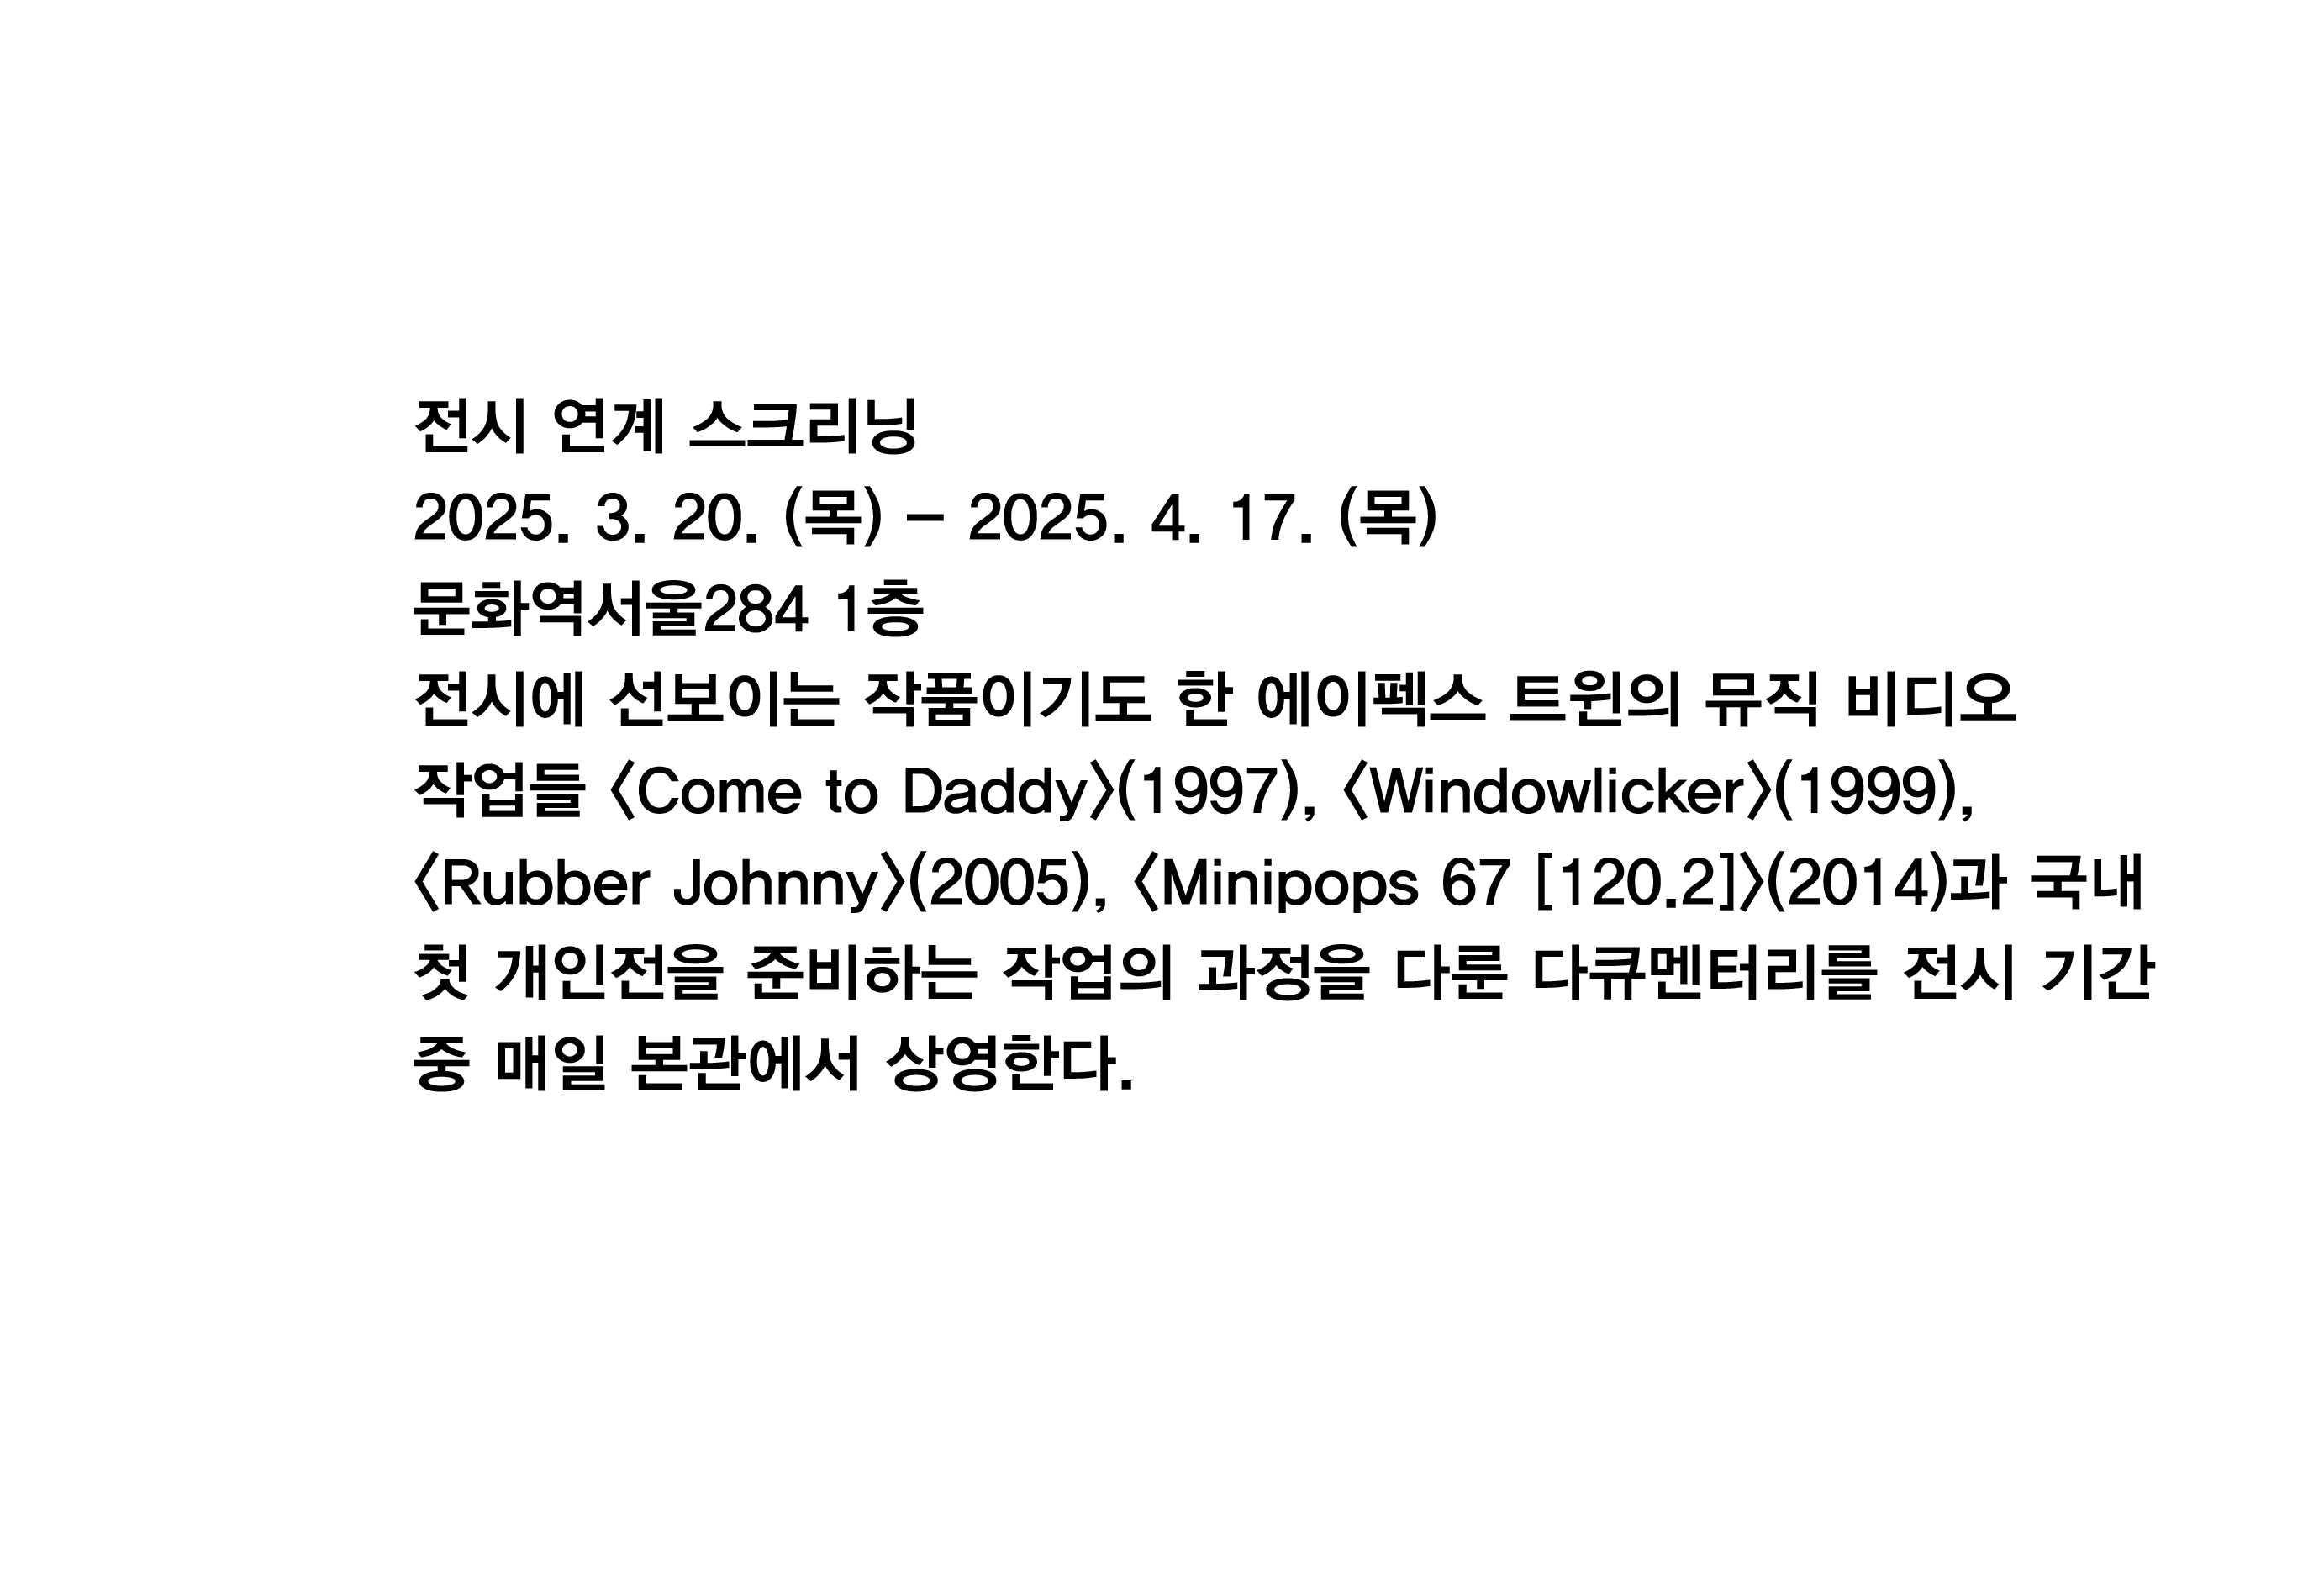 전시 연계 스크리닝
2025. 3. 20. (목) – 2025. 4. 17. (목)
문화역서울284 1층
전시에 선보이는 작품이기도 한 에이펙스 트윈의 뮤직 비디오
작업들 〈Come to Daddy〉(1997), 〈Windowlicker〉(1999),
〈Rubber Johnny〉(2005), 〈Minipops 67 [120.2]〉(2014)과 국내
첫 개인전을 준비하는 작업의 과정을 다룬 다큐멘터리를 전시 기간
중 매일 본관에서 상영한다.